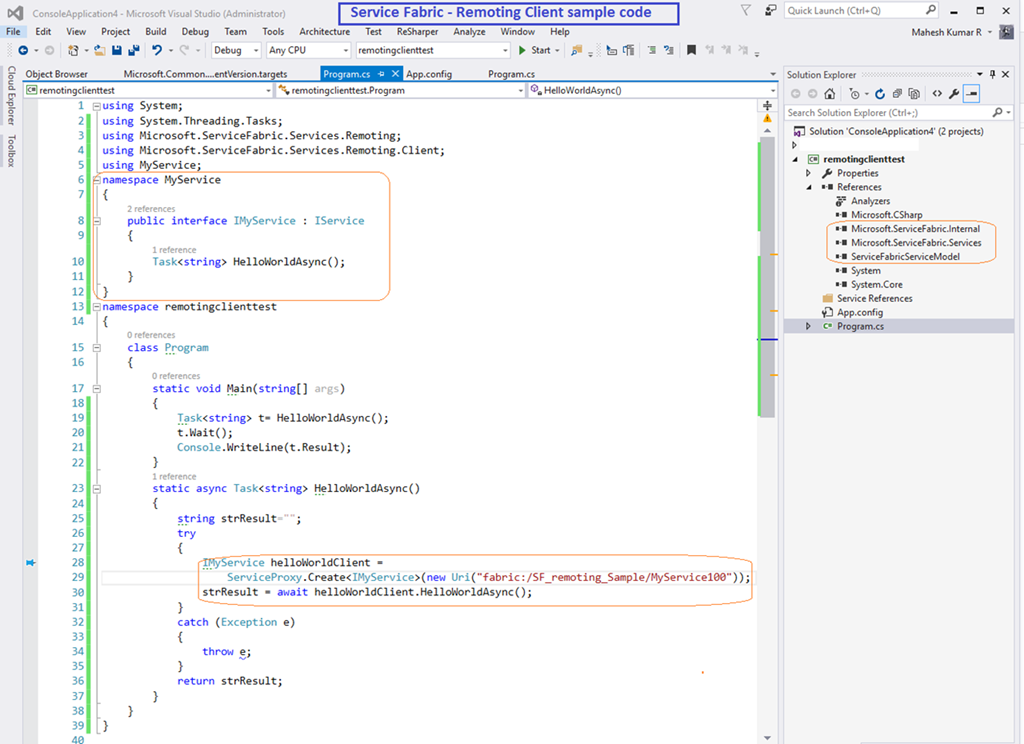 ConsoleApplication4 - Microsoft Visual Studio (Administrator)
Service Fabric - Remoting Client sample code
Quick Launch (Ctrl+Q)
File Edit View Project Build Debug Team Tools Architecture Test ReSharper Analyze Window Help
Mahesh Kumar R
Debug Any CPU remotingclienttest Start
Cloud Explorer
Toolbox
Object Browser Microsoft.Common....entVersion.targets Program.cs App.config Program.cs
remotingclienttest remotingclienttest.Program HelloWorldAsync()
1 using System;
2 using System.Threading.Tasks;
3 using Microsoft.ServiceFabric.Services.Remoting;
4 using Microsoft.ServiceFabric.Services.Remoting.Client;
5 using MyService;
6 namespace MyService
7 {
2 references
8 public interface IMyService : IService
9 {
1 reference
10 Task<string> HelloWorldAsync();
11 }
12 }
13 namespace remotingclienttest
14 {
0 references
15 class Program
16 {
0 references
17 static void Main(string[] args)
18 {
19 Task<string> t= HelloWorldAsync();
20 t.Wait();
21 Console.WriteLine(t.Result);
22 }
1 reference
23 static async Task<string> HelloWorldAsync()
24 {
25 string strResult="";
26 try
27 {
28 IMyService helloWorldClient =
29 ServiceProxy.Create<IMyService>(new Uri("fabric:/SF_remoting_Sample/MyService100"));
30 strResult = await helloWorldClient.HelloWorldAsync();
31 }
32 catch (Exception e)
33 {
34 throw e;
35 }
36 return strResult;
37 }
38 }
39 }
40
Solution Explorer
Search Solution Explorer (Ctrl+;)
Solution 'ConsoleApplication4' (2 projects)
remotingclienttest
Properties
References
Analyzers
Microsoft.CSharp
Microsoft.ServiceFabric.Internal
Microsoft.ServiceFabric.Services
ServiceFabricServiceModel
System
System.Core
Service References
App.config
Program.cs